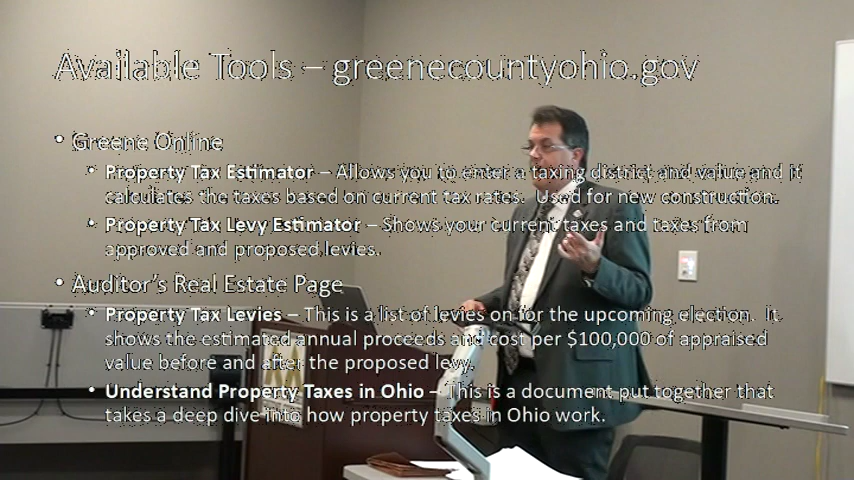 Available Tools – greenecountyohio.gov
• Greene Online
• Property Tax Estimator – Allows you to enter a taxing district and value and it
calculates the taxes based on current tax rates. Used for new construction.
• Property Tax Levy Estimator – Shows your current taxes and taxes from
approved and proposed levies.
• Auditor's Real Estate Page
• Property Tax Levies – This is a list of levies on for the upcoming election. It
shows the estimated annual proceeds and cost per $100,000 of appraised
value before and after the proposed levy.
• Understand Property Taxes in Ohio – This is a document put together that
takes a deep dive into how property taxes in Ohio work.